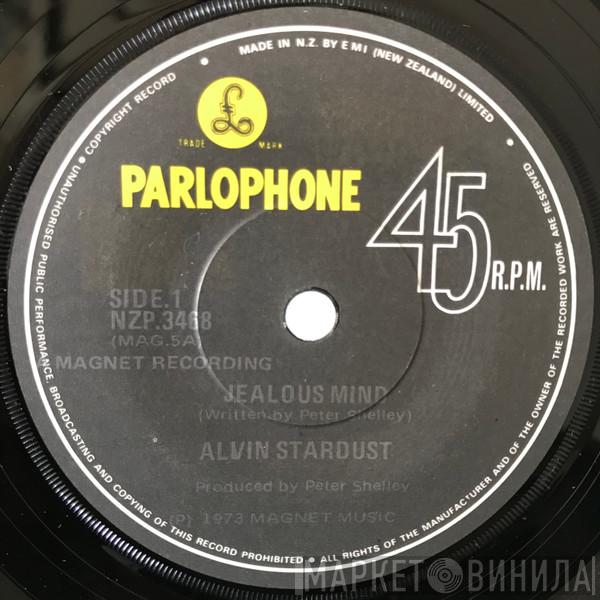 MADE IN N.Z. BY EMI (NEW ZEALAND) LIMITED
• COPYRIGHT RECORD •
TRADE MARK
PARLOPHONE
45 R.P.M.
SIDE.1
NZP.3468
(MAG.5A)
MAGNET RECORDING
JEALOUS MIND
(Written by Peter Shelley)
ALVIN STARDUST
Produced by Peter Shelley
(P) 1973 MAGNET MUSIC
UNAUTHORISED PUBLIC PERFORMANCE, BROADCASTING AND COPYING OF THIS RECORD PROHIBITED • ALL RIGHTS OF THE MANUFACTURER AND OF THE OWNER OF THE RECORDED WORK ARE RESERVED
МАРКЕТ ВИНИЛА